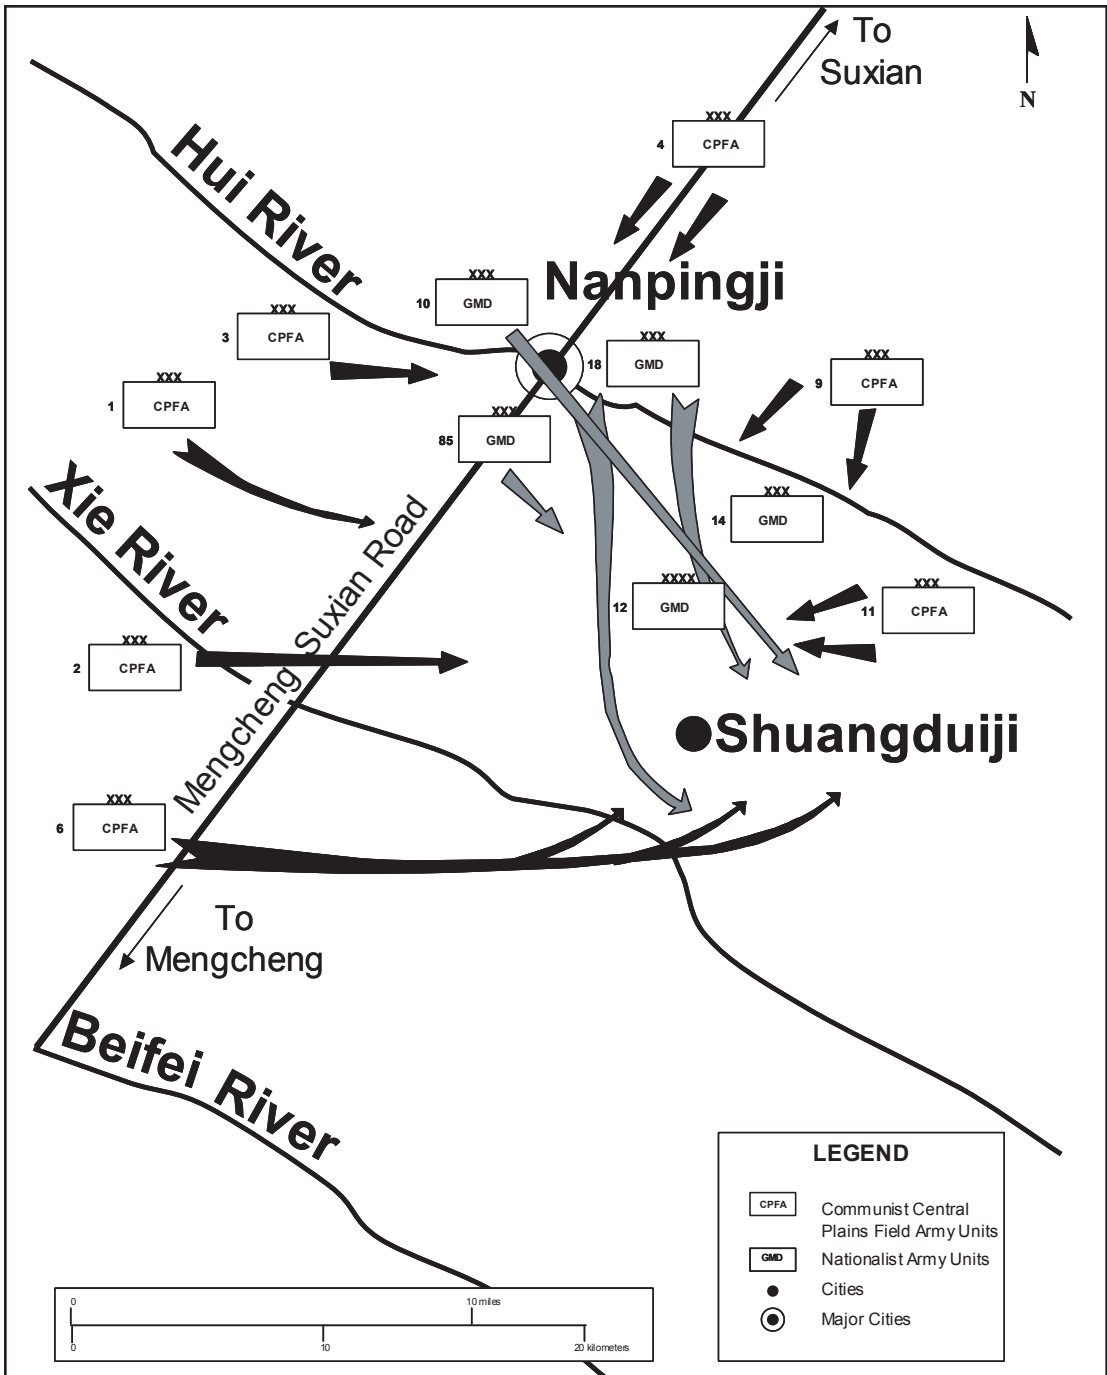 To
Suxian
N
XXX
4
CPFA
Hui River
Nanpingji
XXX
10
GMD
XXX
3
CPFA
XXX
18
GMD
XXX
9
CPFA
XXX
1
CPFA
XXX
85
GMD
Xie River
XXX
14
GMD
Mengcheng Suxian Road
XXXX
12
GMD
XXX
11
CPFA
XXX
2
CPFA
Shuangduiji
XXX
6
CPFA
To
Mengcheng
Beifei River
LEGEND
CPFA
Communist Central
Plains Field Army Units
GMD
Nationalist Army Units
Cities
Major Cities
0
10 miles
0
10
20 kilometers